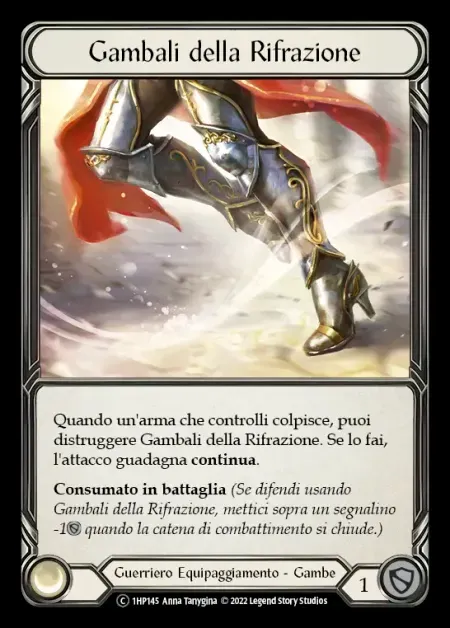 Gambali della Rifrazione
Quando un'arma che controlli colpisce, puoi
distruggere Gambali della Rifrazione. Se lo fai,
l'attacco guadagna continua.
Consumato in battaglia (Se difendi usando
Gambali della Rifrazione, mettici sopra un segnalino
-1 quando la catena di combattimento si chiude.)
Guerriero Equipaggiamento - Gambe
1
C 1HP145 Anna Tanygina © 2022 Legend Story Studios